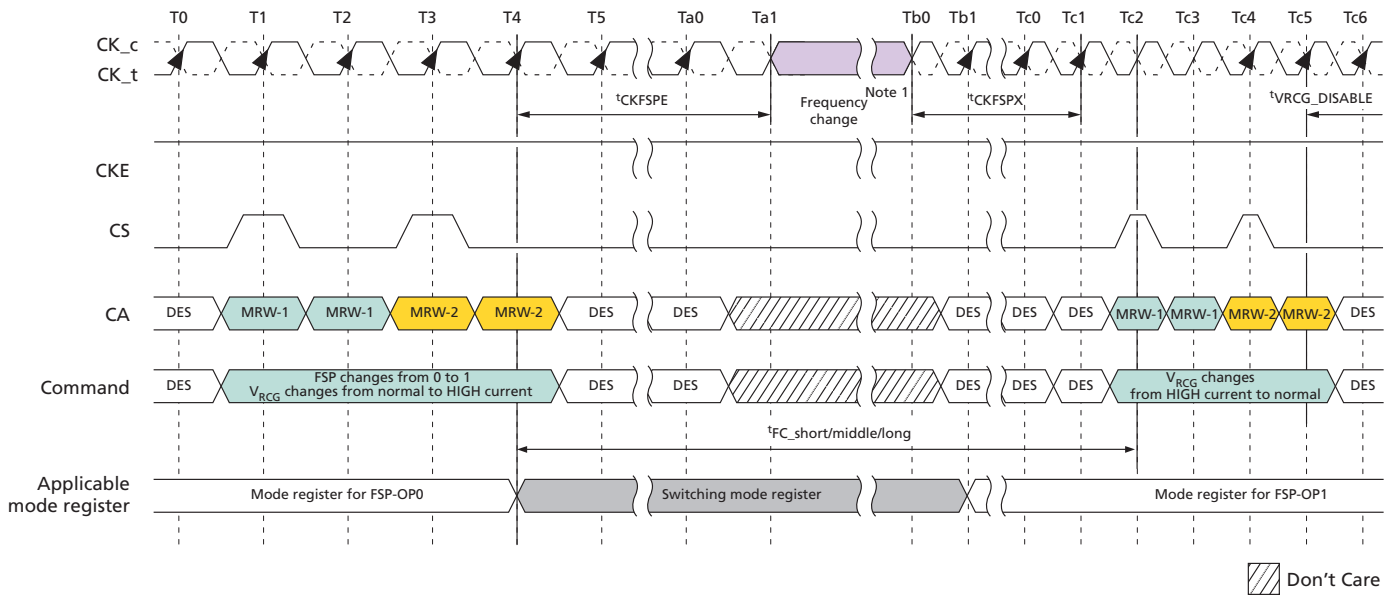 T0 T1 T2 T3 T4 T5 Ta0 Ta1 Tb0 Tb1 Tc0 Tc1 Tc2 Tc3 Tc4 Tc5 Tc6
CK_c
CK_t
tCKFSPE
Frequency
change
Note 1
tCKFSPX
tVRCG_DISABLE
CKE
CS
CA DES MRW-1 MRW-1 MRW-2 MRW-2 DES DES DES DES DES MRW-1 MRW-1 MRW-2 MRW-2 DES
Command DES FSP changes from 0 to 1
VRCG changes from normal to HIGH current
DES DES DES DES DES VRCG changes
from HIGH current to normal
DES
tFC_short/middle/long
Applicable
mode register
Mode register for FSP-OP0 Switching mode register Mode register for FSP-OP1
Don't Care